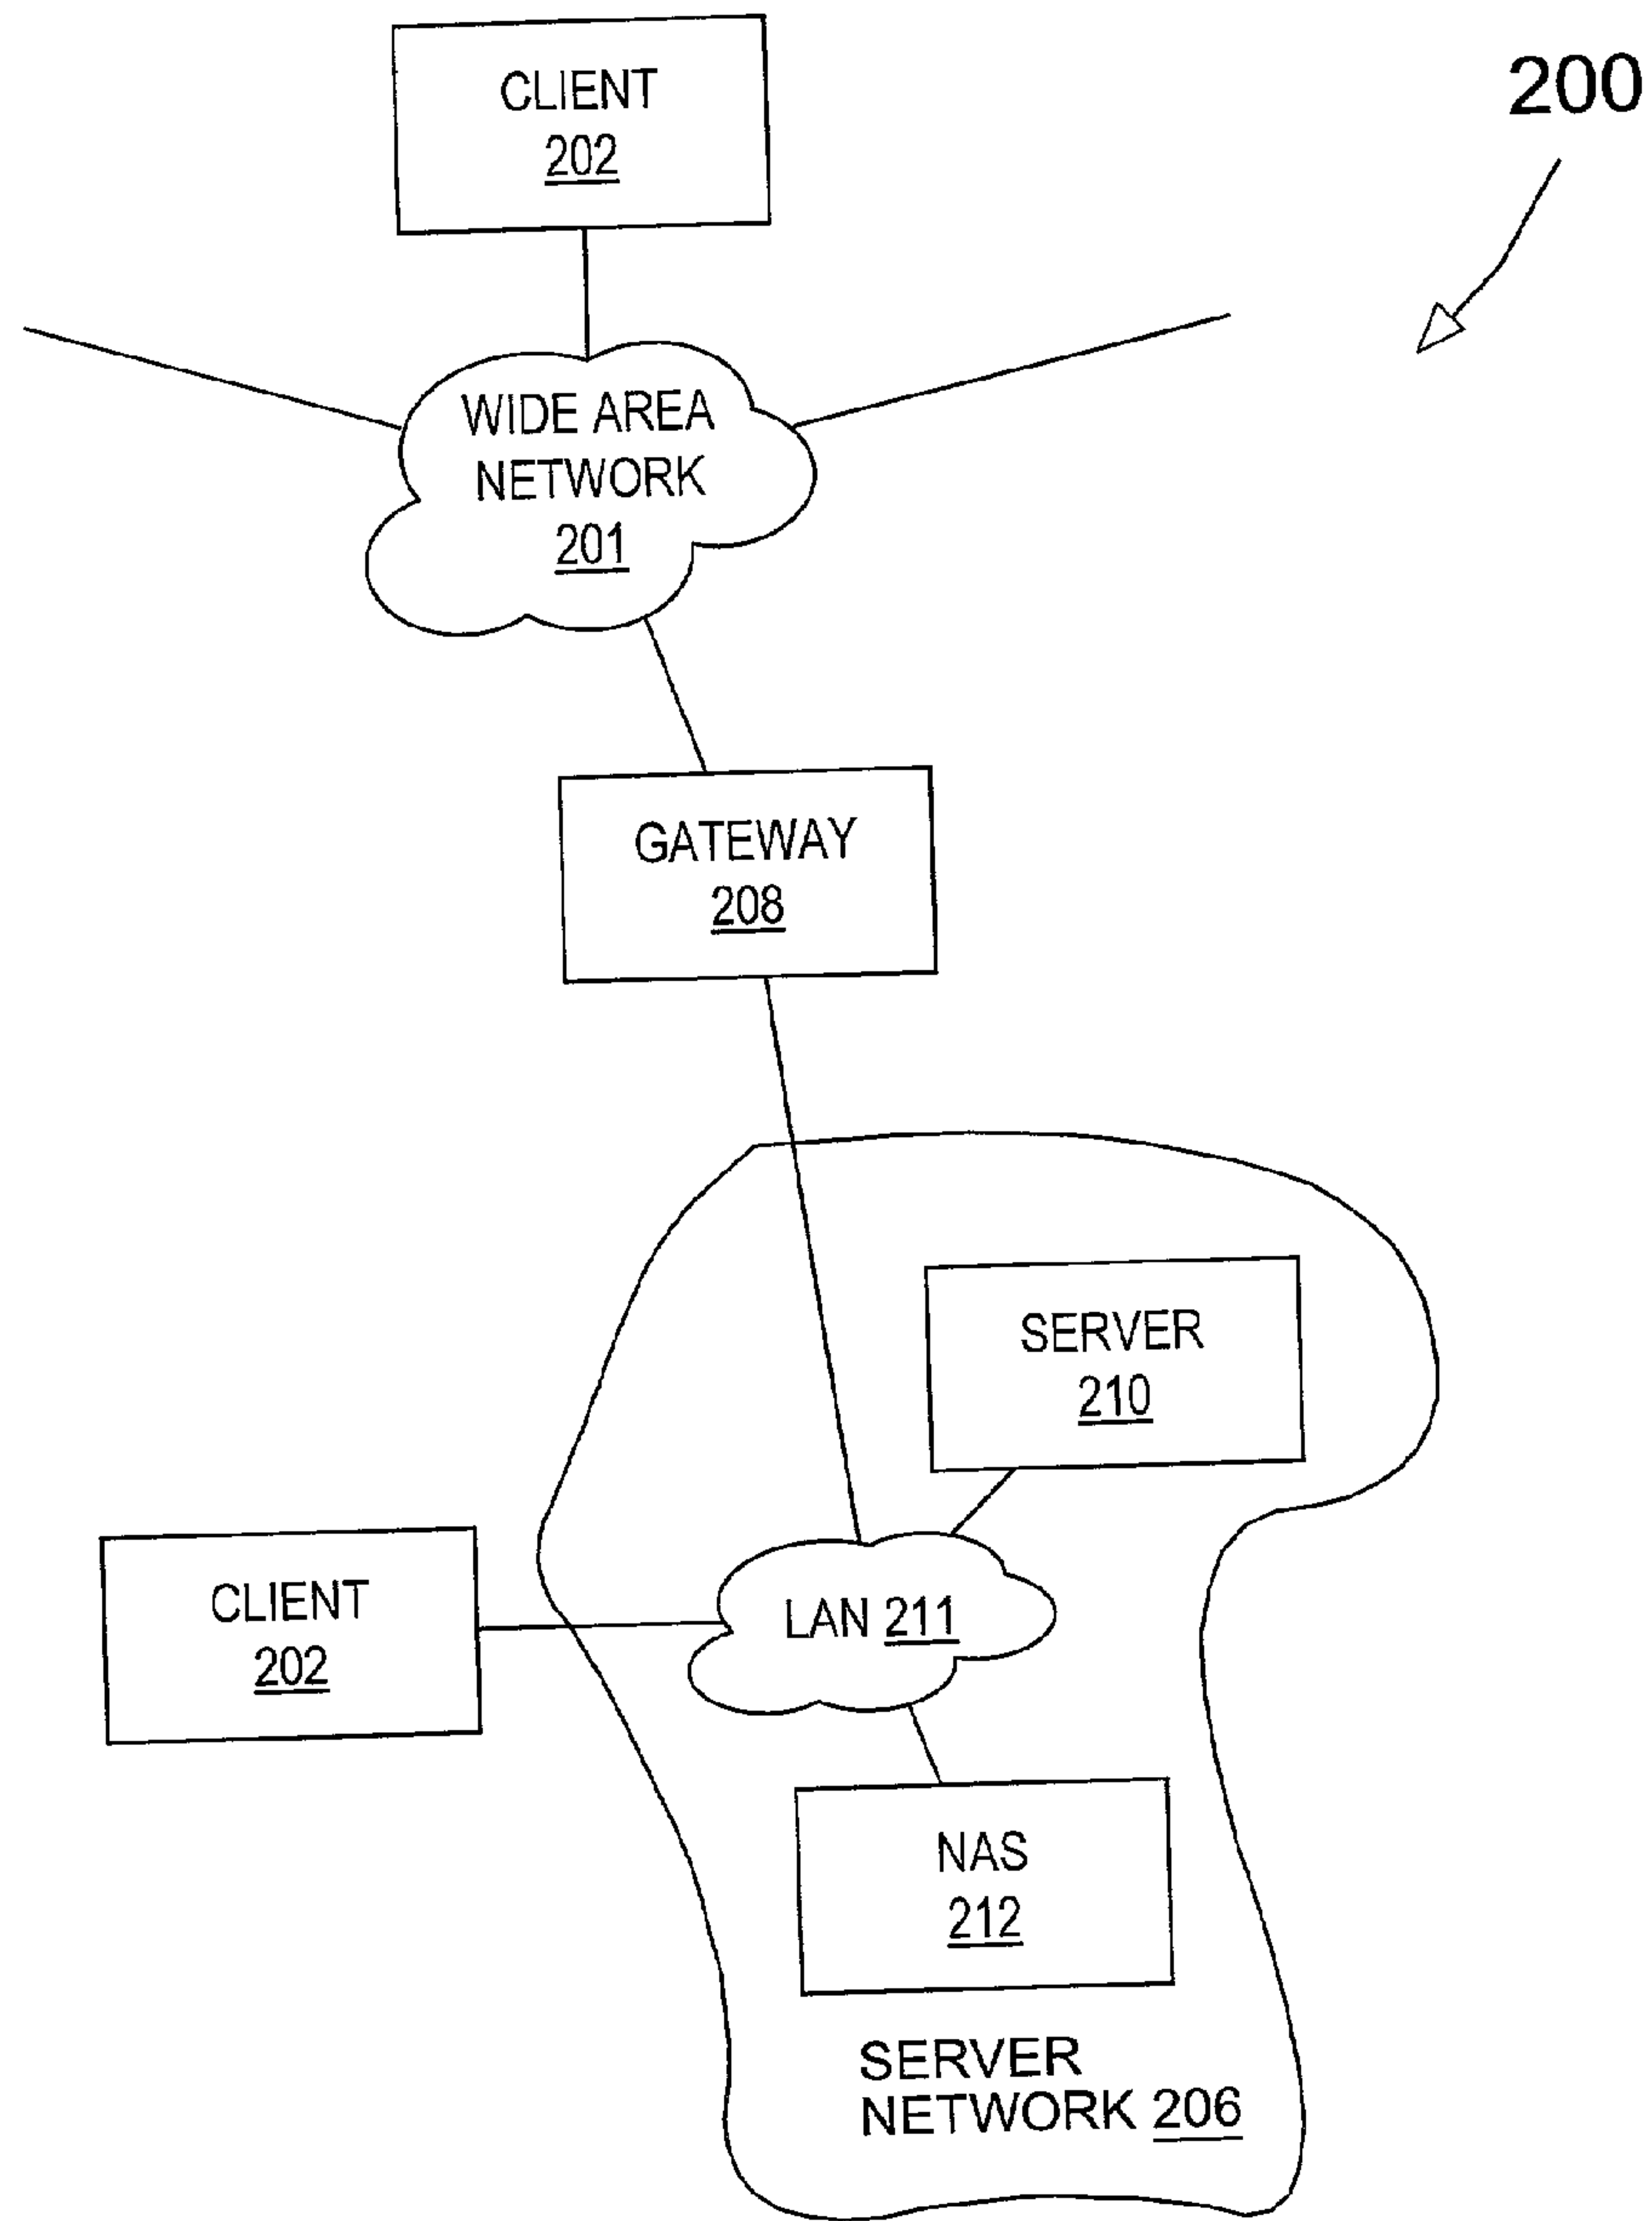 CLIENT
202
200
WIDE AREA
NETWORK
201
GATEWAY
208
SERVER
210
CLIENT
202
LAN 211
NAS
212
SERVER
NETWORK 206